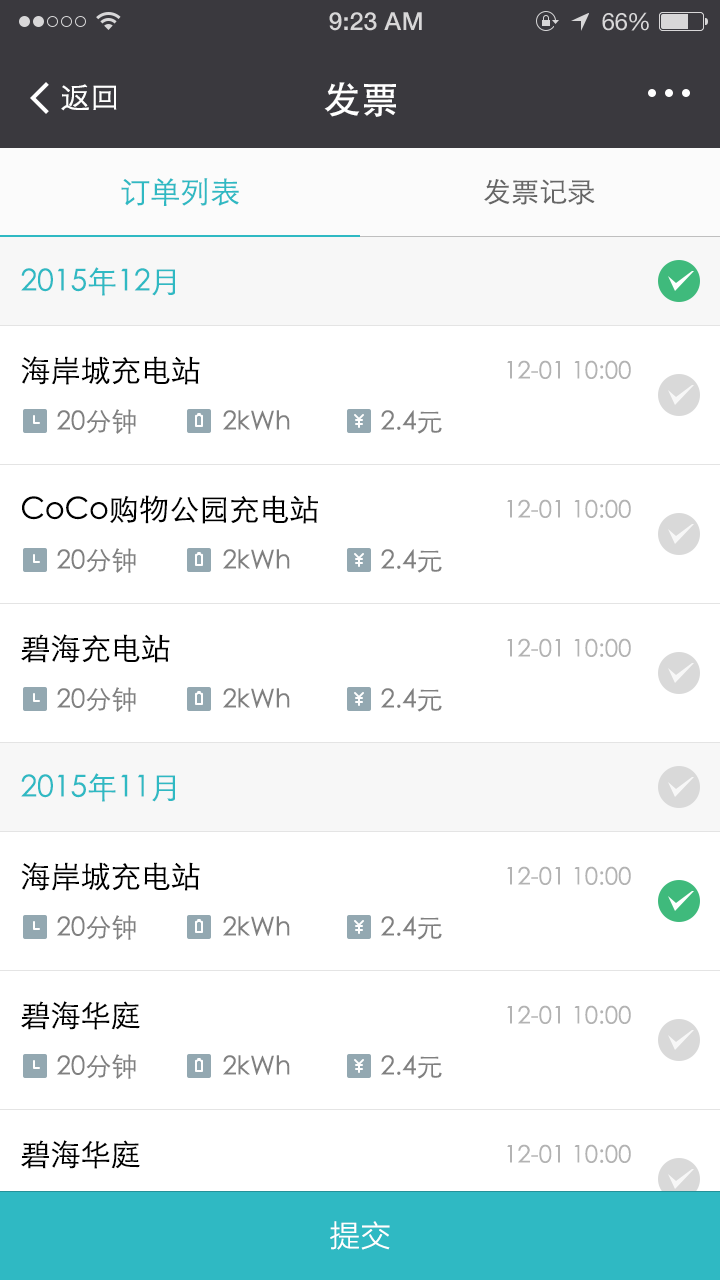 9:23 AM 66%
返回 发票
订单列表 发票记录
2015年12月
海岸城充电站 12-01 10:00
20分钟 2kWh ¥ 2.4元
CoCo购物公园充电站 12-01 10:00
20分钟 2kWh ¥ 2.4元
碧海充电站 12-01 10:00
20分钟 2kWh ¥ 2.4元
2015年11月
海岸城充电站 12-01 10:00
20分钟 2kWh ¥ 2.4元
碧海华庭 12-01 10:00
20分钟 2kWh ¥ 2.4元
碧海华庭 12-01 10:00
提交